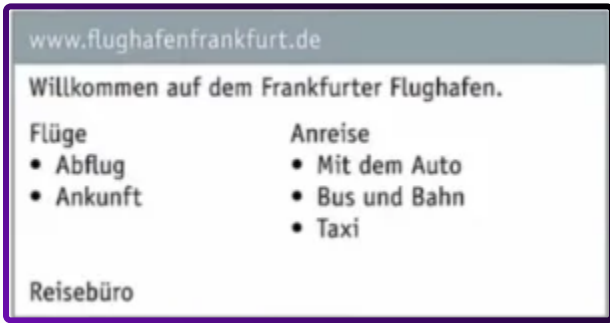 www.flughafenfrankfurt.de
Willkommen auf dem Frankfurter Flughafen.
Flüge
• Abflug
• Ankunft
Anreise
• Mit dem Auto
• Bus und Bahn
• Taxi
Reisebüro